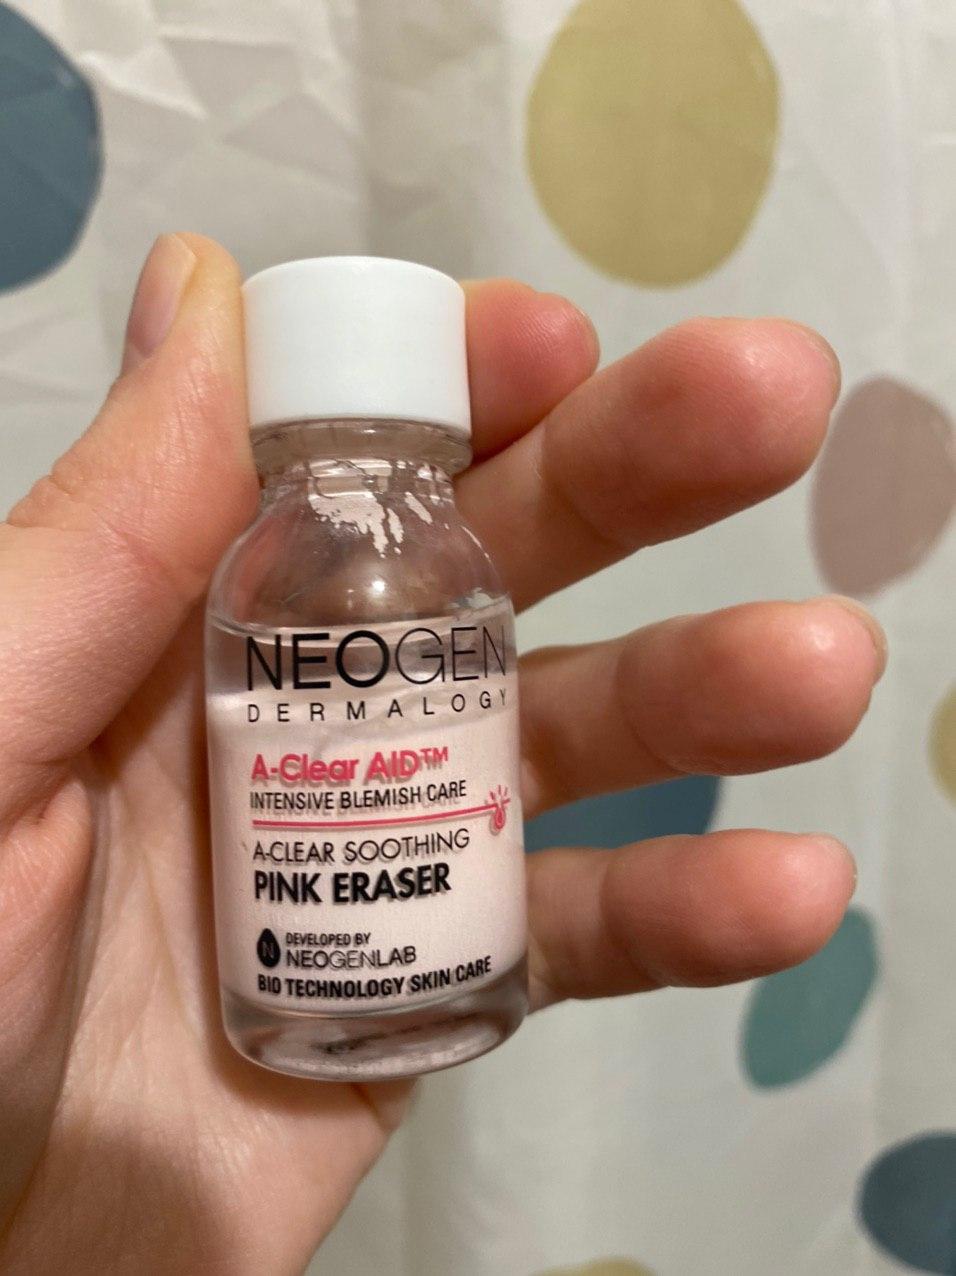 NEOGEN
DERMALOGY
A-Clear AID™
INTENSIVE BLEMISH CARE
A-CLEAR SOOTHING
PINK ERASER
N
DEVELOPED BY
NEOGENLAB
BIO TECHNOLOGY SKIN CARE